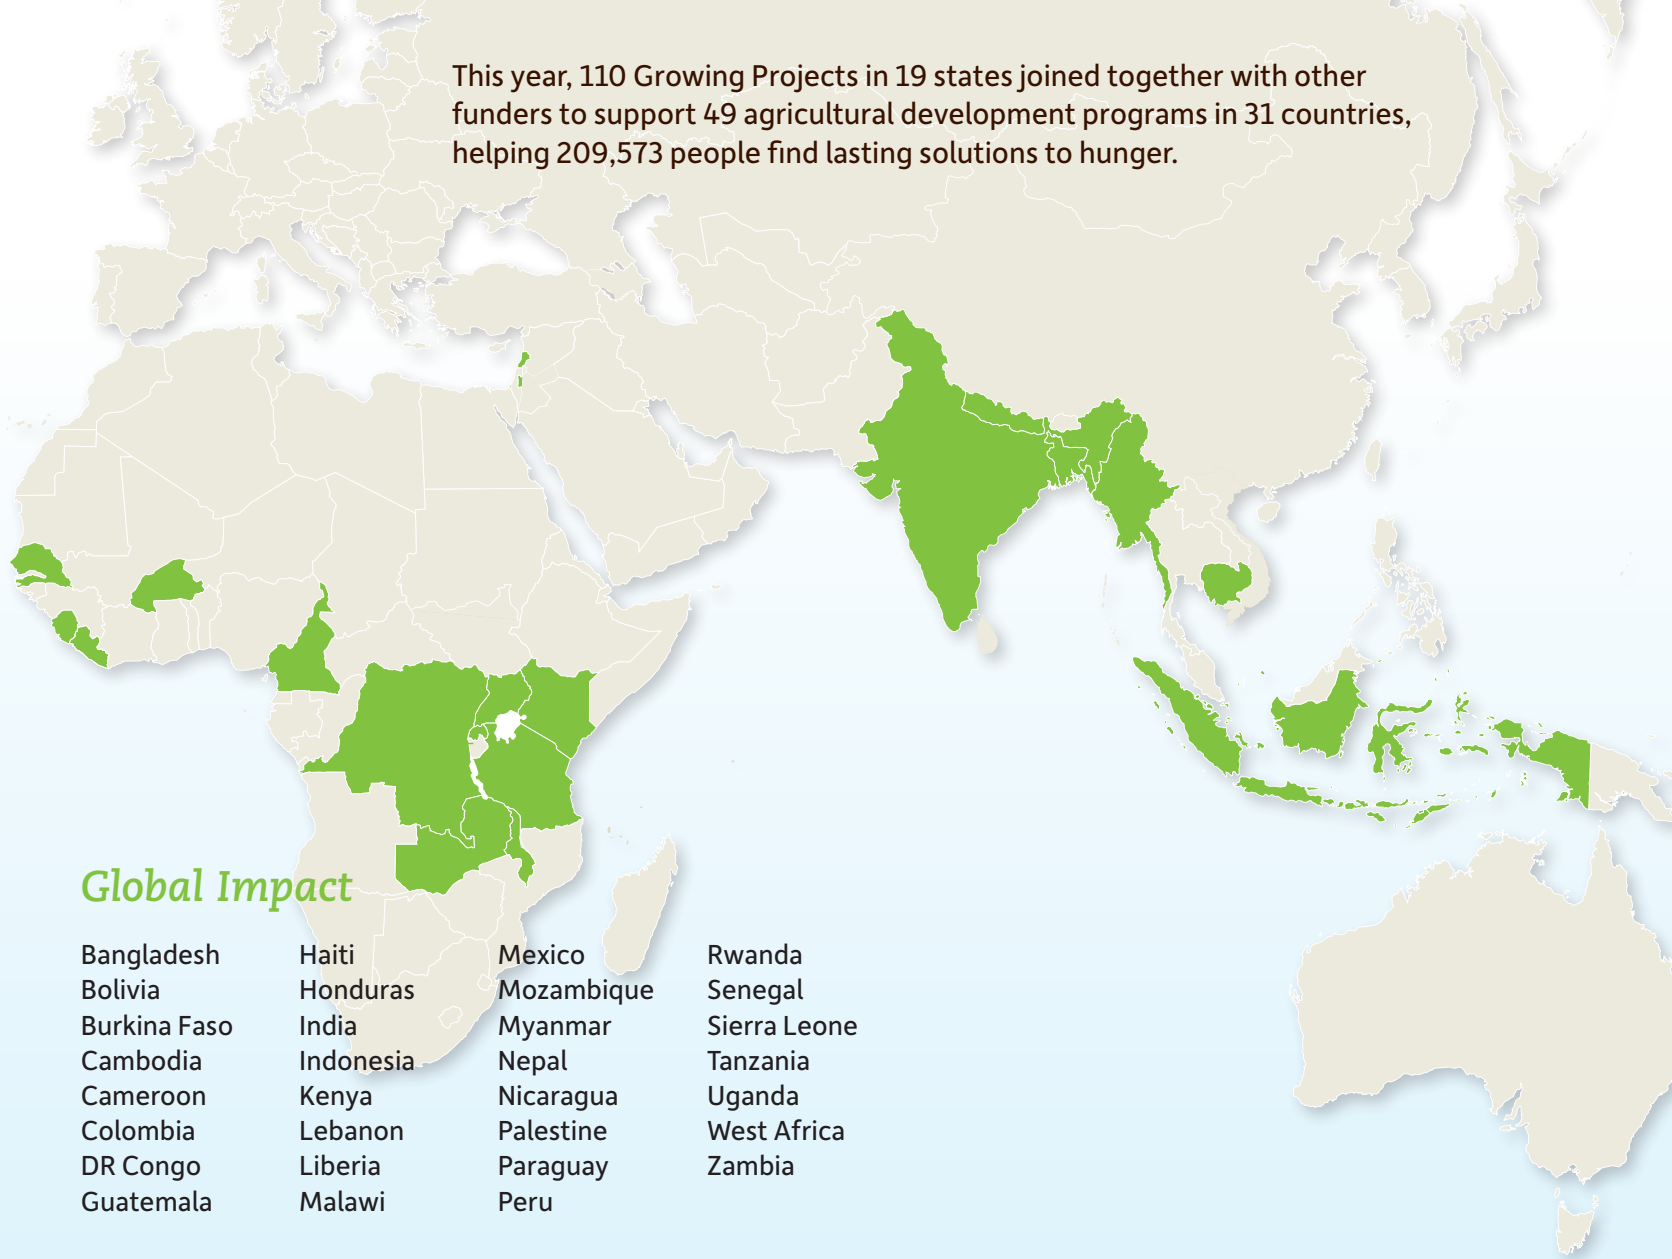 This year, 110 Growing Projects in 19 states joined together with other
funders to support 49 agricultural development programs in 31 countries,
helping 209,573 people find lasting solutions to hunger.
Global Impact
Bangladesh
Bolivia
Burkina Faso
Cambodia
Cameroon
Colombia
DR Congo
Guatemala
Haiti
Honduras
India
Indonesia
Kenya
Lebanon
Liberia
Malawi
Mexico
Mozambique
Myanmar
Nepal
Nicaragua
Palestine
Paraguay
Peru
Rwanda
Senegal
Sierra Leone
Tanzania
Uganda
West Africa
Zambia